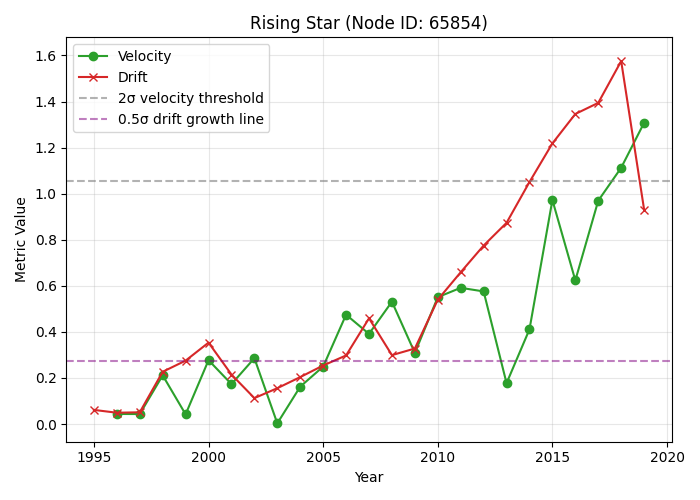 Rising Star (Node ID: 65854)
Velocity
Drift
2σ velocity threshold
0.5σ drift growth line
Metric Value
1.6
1.4
1.2
1.0
0.8
0.6
0.4
0.2
0.0
1995 2000 2005 2010 2015 2020
Year